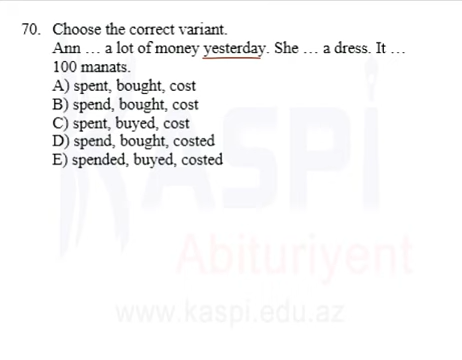 70. Choose the correct variant.
Ann … a lot of money yesterday. She … a dress. It …
100 manats.
A) spent, bought, cost
B) spend, bought, cost
C) spent, buyed, cost
D) spend, bought, costed
E) spended, buyed, costed
KASPİ
Abituriyent
www.kaspi.edu.az